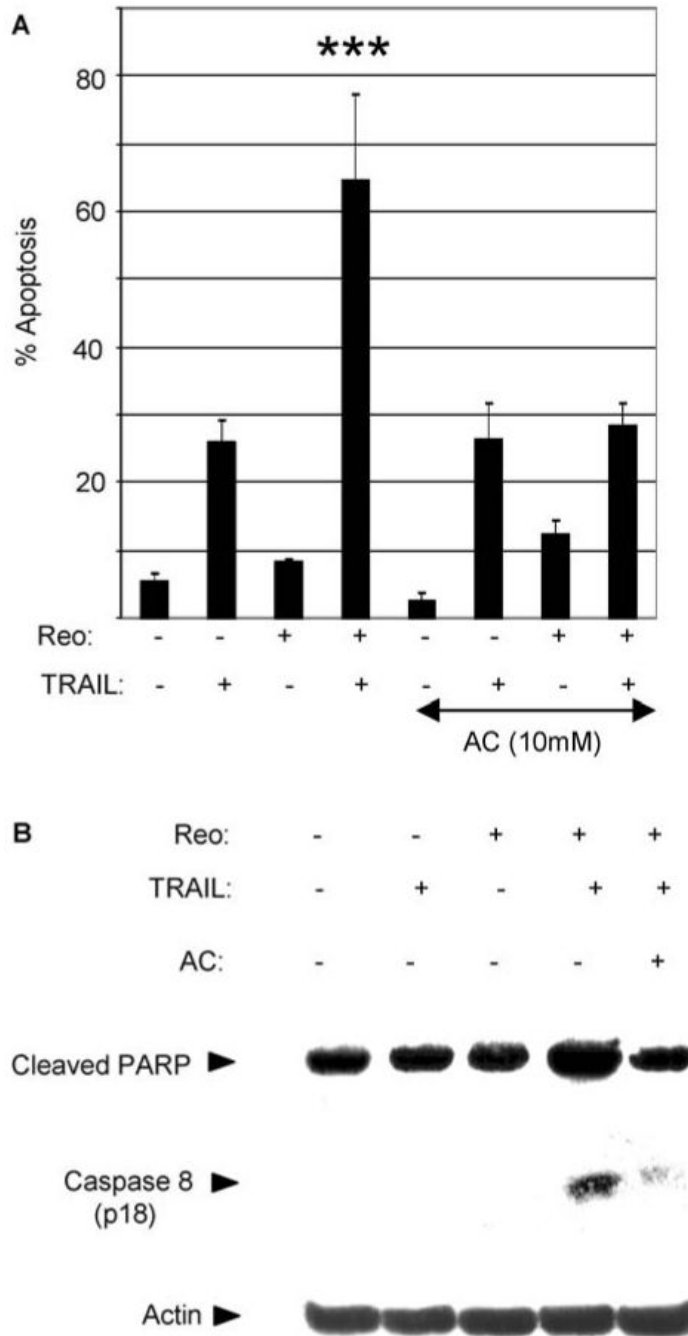 A
***
80
60
40
20
% Apoptosis
Reo: - - + + - - + +
TRAIL: - + - + - + - +
AC (10mM)
B
Reo: - - + + +
TRAIL: - + - + +
AC: - - - - +
Cleaved PARP
Caspase 8
(p18)
Actin